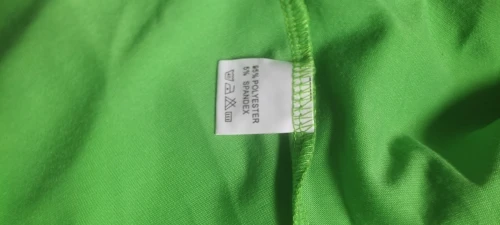 95% POLYESTER
5% SPANDEX